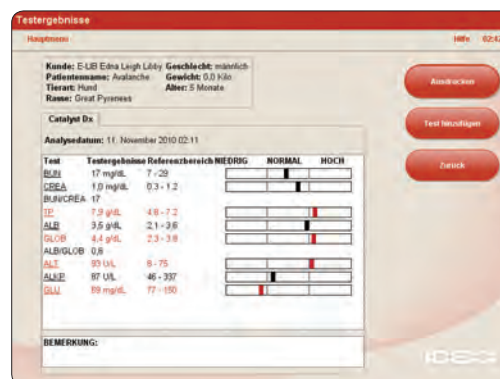 Testergebnisse
Hauptmenü Hilfe 02:42
Kunde: E-LIB Edna Leigh Libby Geschlecht: männlich
Patientenname: Avalanche Gewicht: 0,0 Kilo
Tierart: Hund Alter: 5 Monate
Rasse: Great Pyrenees
Catalyst Dx
Analysedatum: 11. November 2010 02:11
Test Testergebnisse Referenzbereich NIEDRIG NORMAL HOCH
BUN 17 mg/dL 7 - 29
CREA 1,0 mg/dL 0.3 - 1.2
BUN/CREA 17
TP 7,9 g/dL 4.8 - 7.2
ALB 3,5 g/dL 2.1 - 3.6
GLOB 4,4 g/dL 2.3 - 3.8
ALB/GLOB 0,8
ALT 93 U/L 8 - 75
ALKP 87 U/L 46 - 337
GLU 69 mg/dL 77 - 150
BEMERKUNG:
Ausdrucken
Test hinzufügen
Zurück